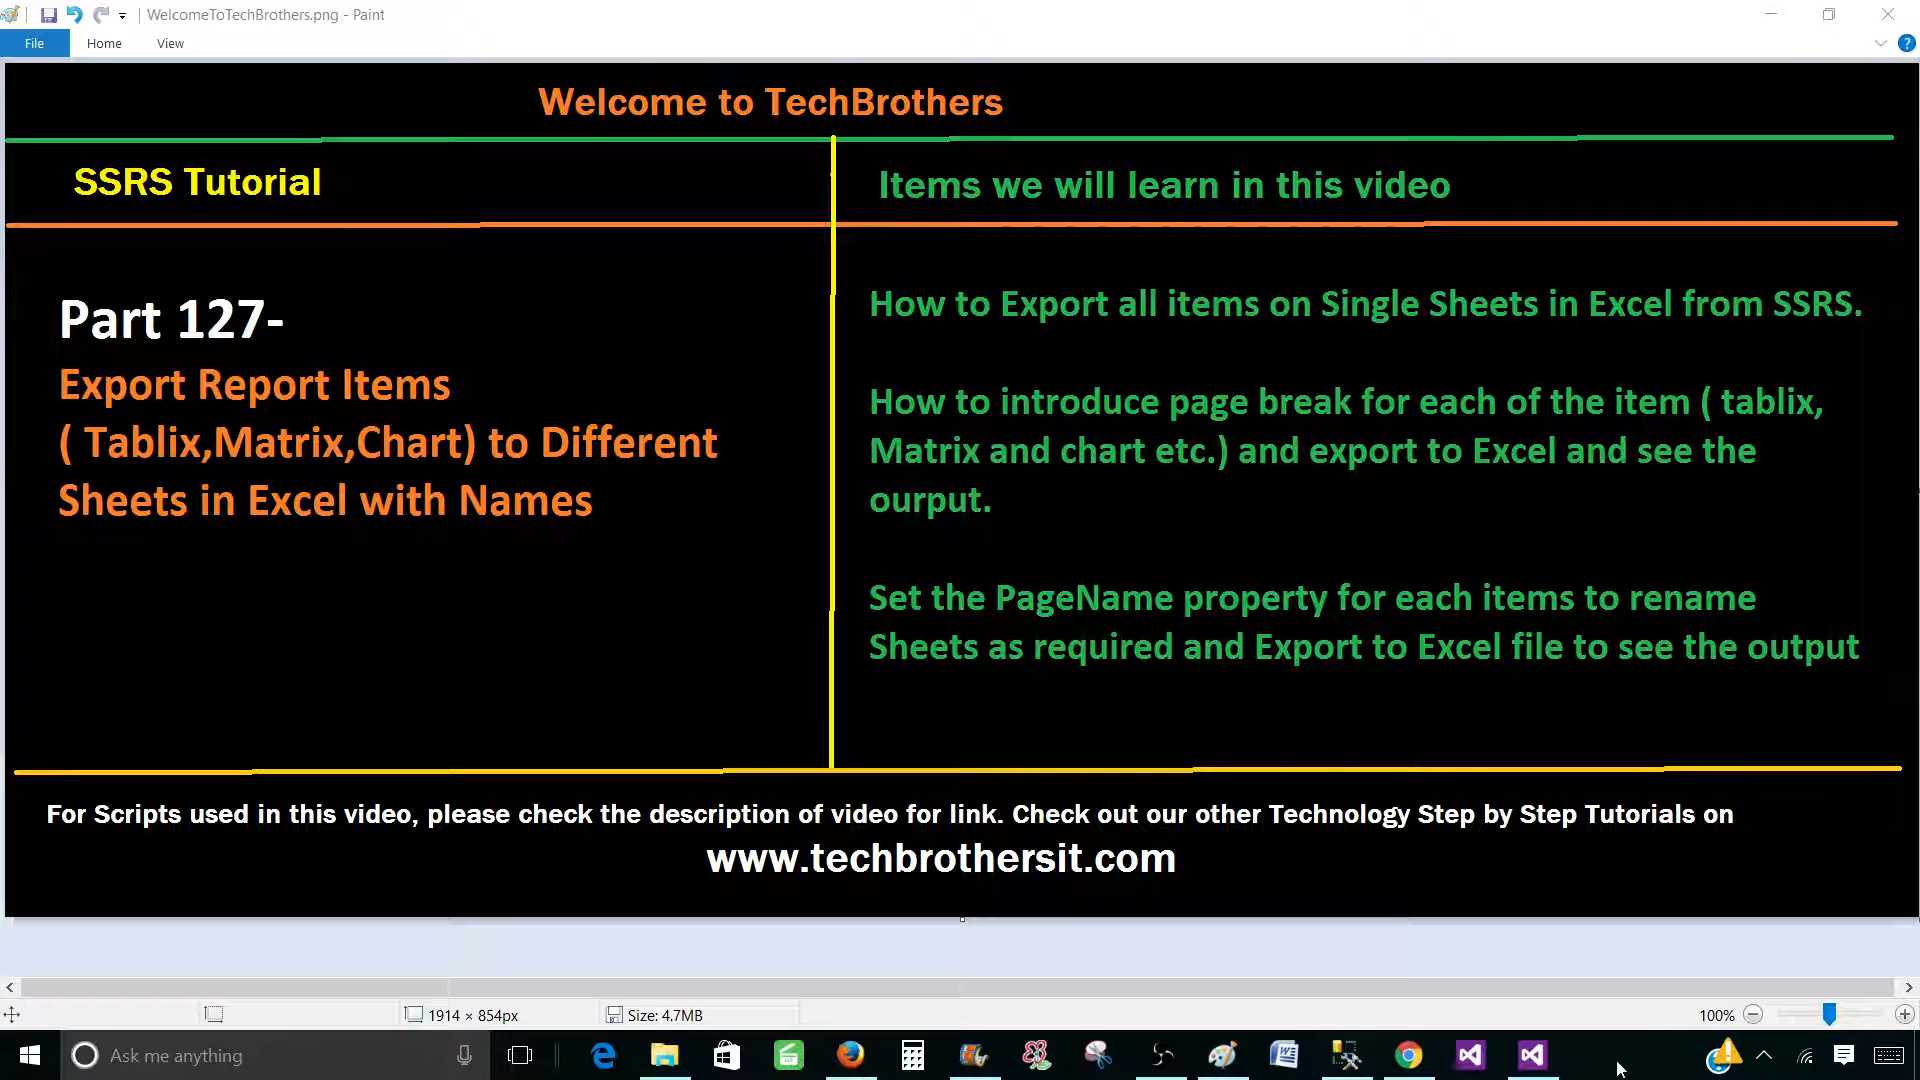 WelcomeToTechBrothers.png - Paint
File Home View
Welcome to TechBrothers
SSRS Tutorial
Items we will learn in this video
Part 127-
Export Report Items
( Tablix,Matrix,Chart) to Different
Sheets in Excel with Names
How to Export all items on Single Sheets in Excel from SSRS.
How to introduce page break for each of the item ( tablix,
Matrix and chart etc.) and export to Excel and see the
ourput.
Set the PageName property for each items to rename
Sheets as required and Export to Excel file to see the output
For Scripts used in this video, please check the description of video for link. Check out our other Technology Step by Step Tutorials on
www.techbrothersit.com
1914 × 854px
Size: 4.7MB
100%
Ask me anything